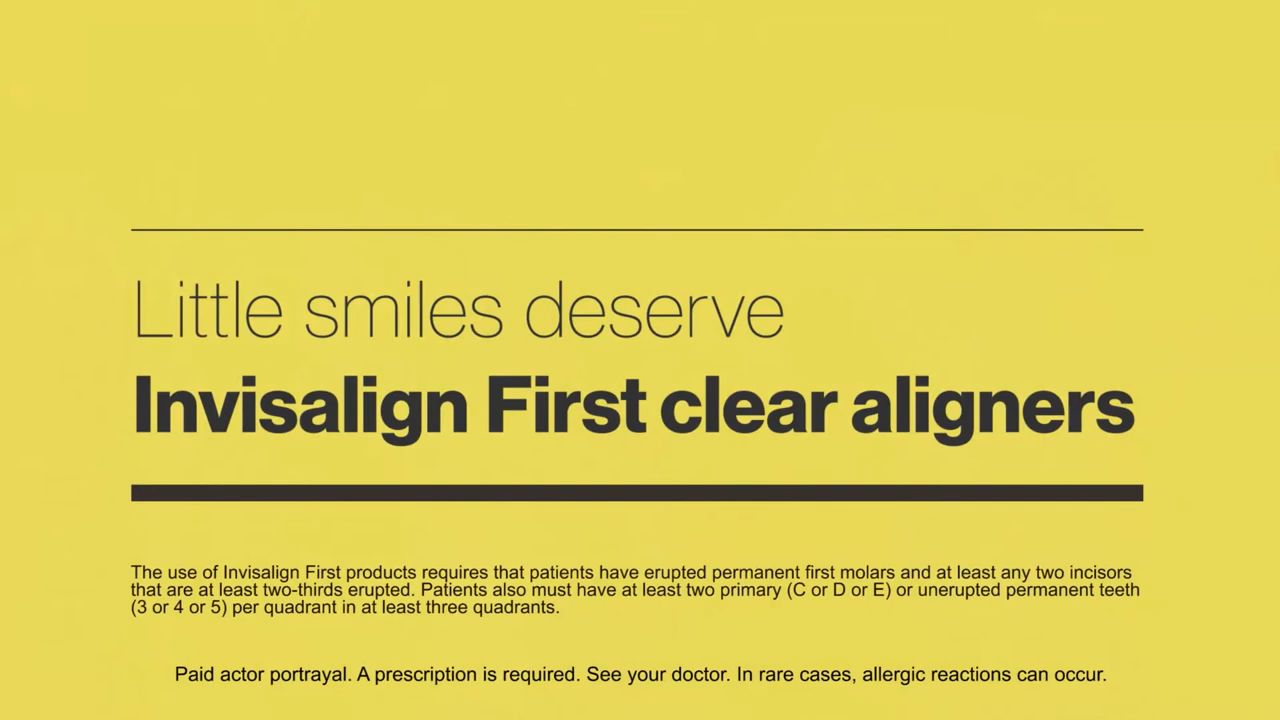 Little smiles deserve
Invisalign First clear aligners
The use of Invisalign First products requires that patients have erupted permanent first molars and at least any two incisors
that are at least two-thirds erupted. Patients also must have at least two primary (C or D or E) or unerupted permanent teeth
(3 or 4 or 5) per quadrant in at least three quadrants.
Paid actor portrayal. A prescription is required. See your doctor. In rare cases, allergic reactions can occur.